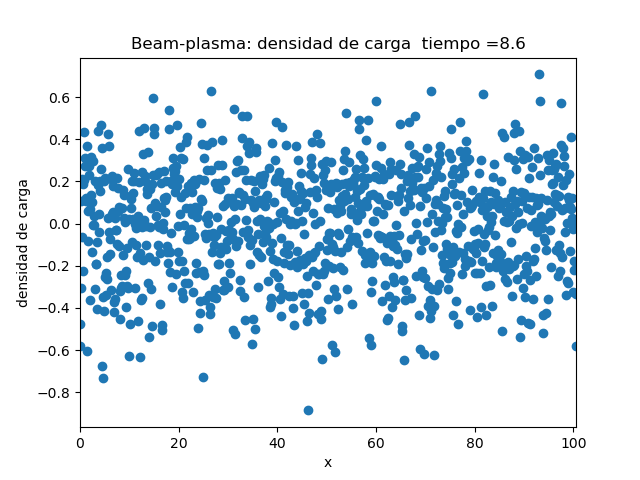 Beam-plasma: densidad de carga  tiempo =8.6
densidad de carga
0.6
0.4
0.2
0.0
−0.2
−0.4
−0.6
−0.8
0 20 40 60 80 100
x